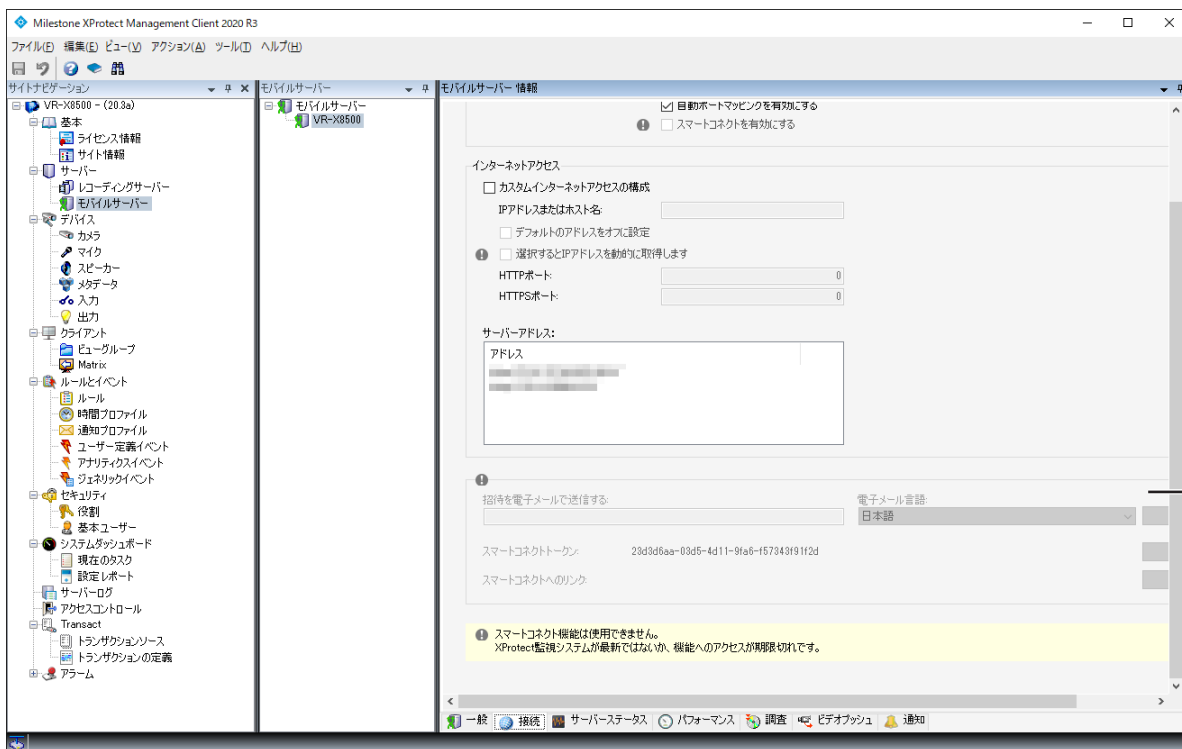 Milestone XProtect Management Client 2020 R3
ファイル(F) 編集(E) ビュー(V) アクション(A) ツール(T) ヘルプ(H)
サイトナビゲーション
VR-X8500 - (20.3a)
基本
ライセンス情報
サイト情報
サーバー
レコーディングサーバー
モバイルサーバー
デバイス
カメラ
マイク
スピーカー
メタデータ
入力
出力
クライアント
ビューグループ
Matrix
ルールとイベント
ルール
時間プロファイル
通知プロファイル
ユーザー定義イベント
アナリティクスイベント
ジェネリックイベント
セキュリティ
役割
基本ユーザー
システムダッシュボード
現在のタスク
設定レポート
サーバーログ
アクセスコントロール
Transact
トランザクションソース
トランザクションの定義
アラーム
モバイルサーバー
モバイルサーバー
VR-X8500
モバイルサーバー 情報
自動ポートマッピングを有効にする
スマートコネクトを有効にする
インターネットアクセス
カスタムインターネットアクセスの構成
IPアドレスまたはホスト名:
デフォルトのアドレスをオフに設定
選択するとIPアドレスを動的に取得します
HTTPポート: 0
HTTPSポート: 0
サーバーアドレス:
アドレス
招待を電子メールで送信する: 電子メール言語:
日本語
スマートコネクトトークン: 23d3d6aa-03d5-4d11-9fa6-f57343f91f2d
スマートコネクトへのリンク:
スマートコネクト機能は使用できません。
XProtect監視システムが最新ではないか、機能へのアクセスが期限切れです。
一般 接続 サーバーステータス パフォーマンス 調査 ビデオプッシュ 通知